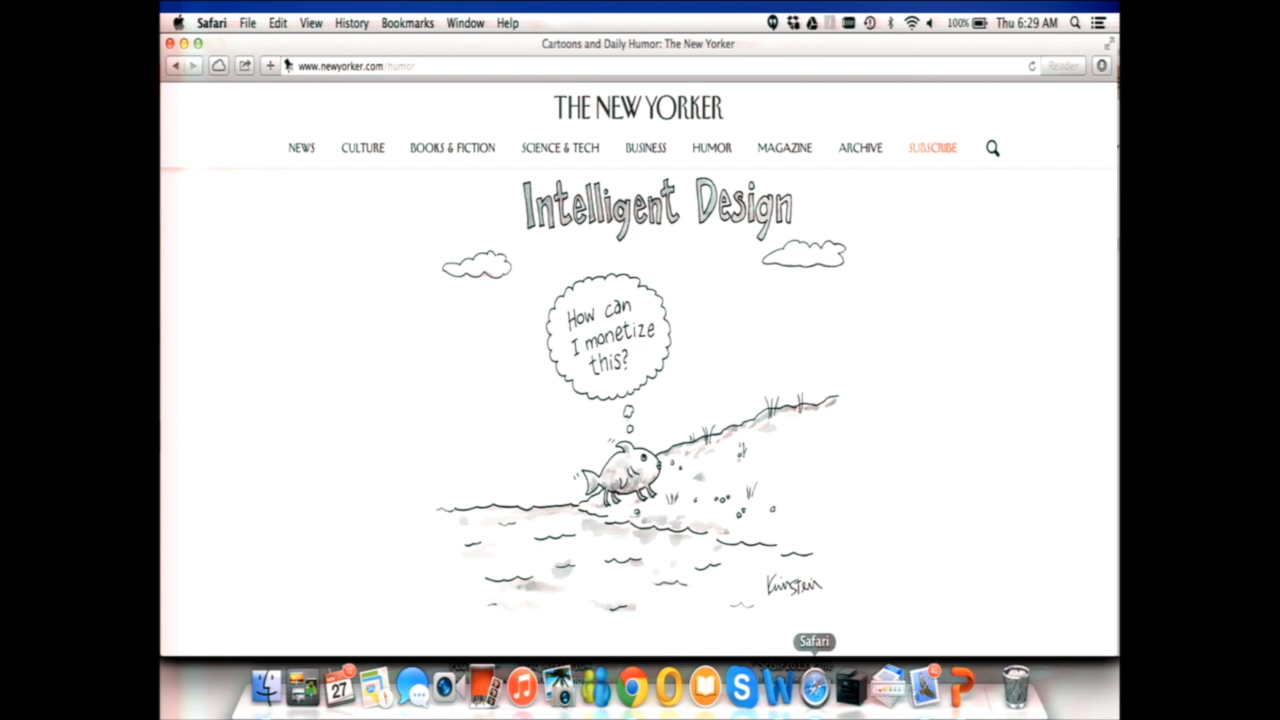 Safari File Edit View History Bookmarks Window Help 100% Thu 6:29 AM
Cartoons and Daily Humor: The New Yorker
www.newyorker.com/humor Reader
THE NEW YORKER
NEWS CULTURE BOOKS & FICTION SCIENCE & TECH BUSINESS HUMOR MAGAZINE ARCHIVE SUBSCRIBE
Intelligent Design
How can
I monetize
this?
Safari
27